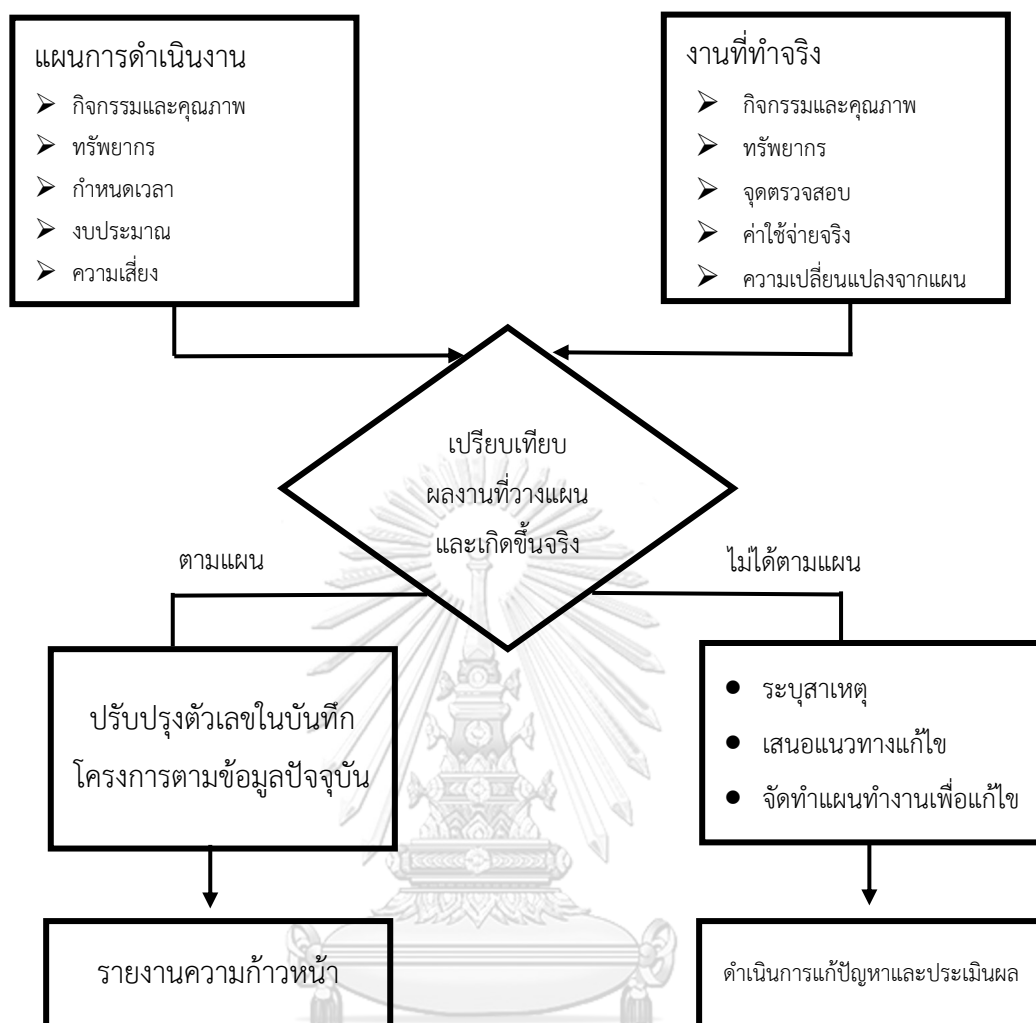 แผนการดำเนินงาน
➢ กิจกรรมและคุณภาพ
➢ ทรัพยากร
➢ กำหนดเวลา
➢ งบประมาณ
➢ ความเสี่ยง
งานที่ทำจริง
➢ กิจกรรมและคุณภาพ
➢ ทรัพยากร
➢ จุดตรวจสอบ
➢ ค่าใช้จ่ายจริง
➢ ความเปลี่ยนแปลงจากแผน
เปรียบเทียบ
ผลงานที่วางแผน
และเกิดขึ้นจริง
ตามแผน
ไม่ได้ตามแผน
ปรับปรุงตัวเลขในบันทึก
โครงการตามข้อมูลปัจจุบัน
● ระบุสาเหตุ
● เสนอแนวทางแก้ไข
● จัดทำแผนทำงานเพื่อแก้ไข
รายงานความก้าวหน้า
ดำเนินการแก้ปัญหาและประเมินผล